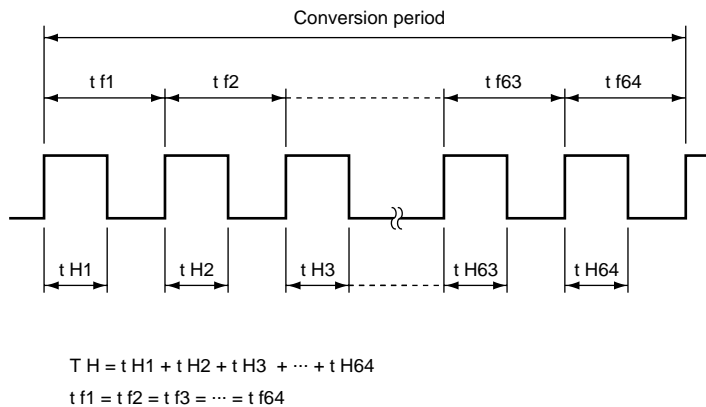 Conversion period
t f1 t f2 t f63 t f64
t H1 t H2 t H3 t H63 t H64
T H = t H1 + t H2 + t H3 + ··· + t H64
t f1 = t f2 = t f3 = ··· = t f64